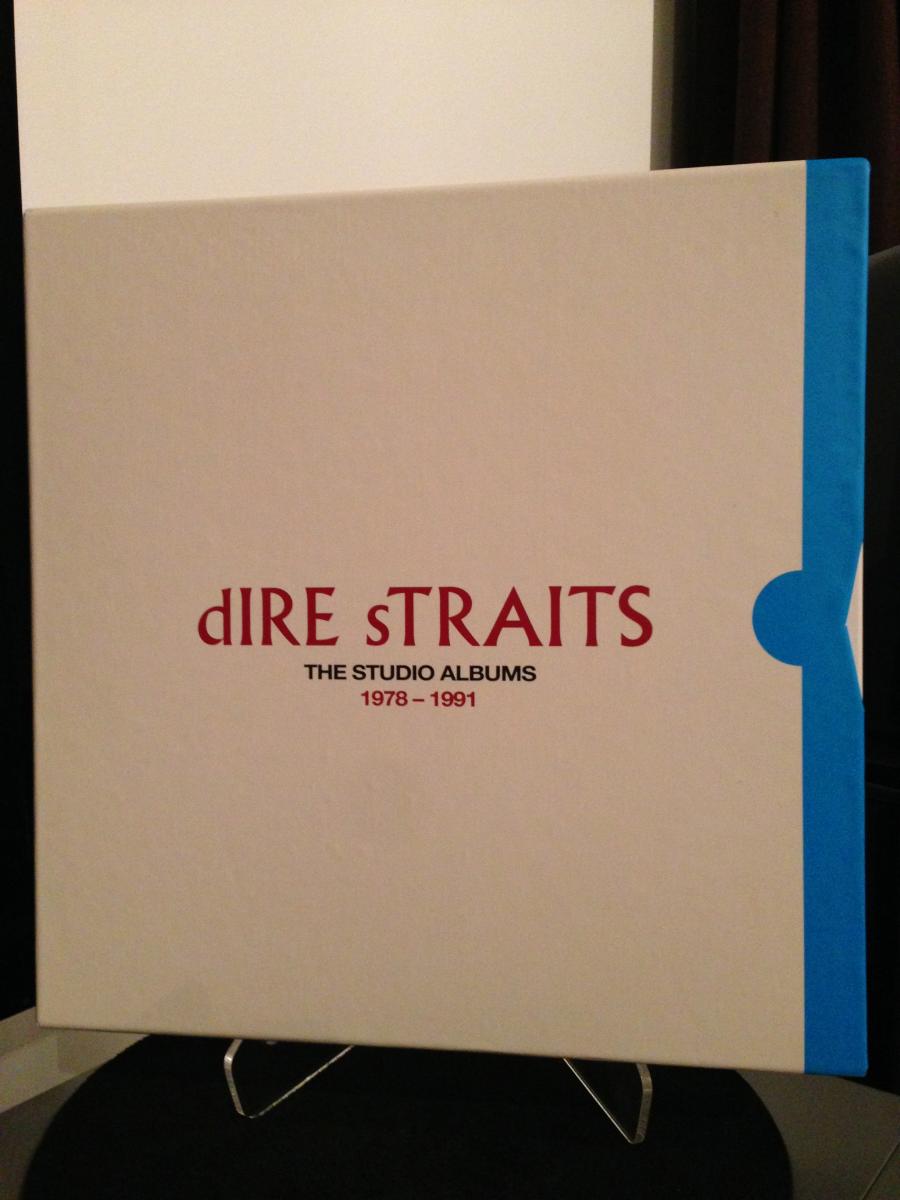 dIRE sTRAITS
THE STUDIO ALBUMS
1978 – 1991